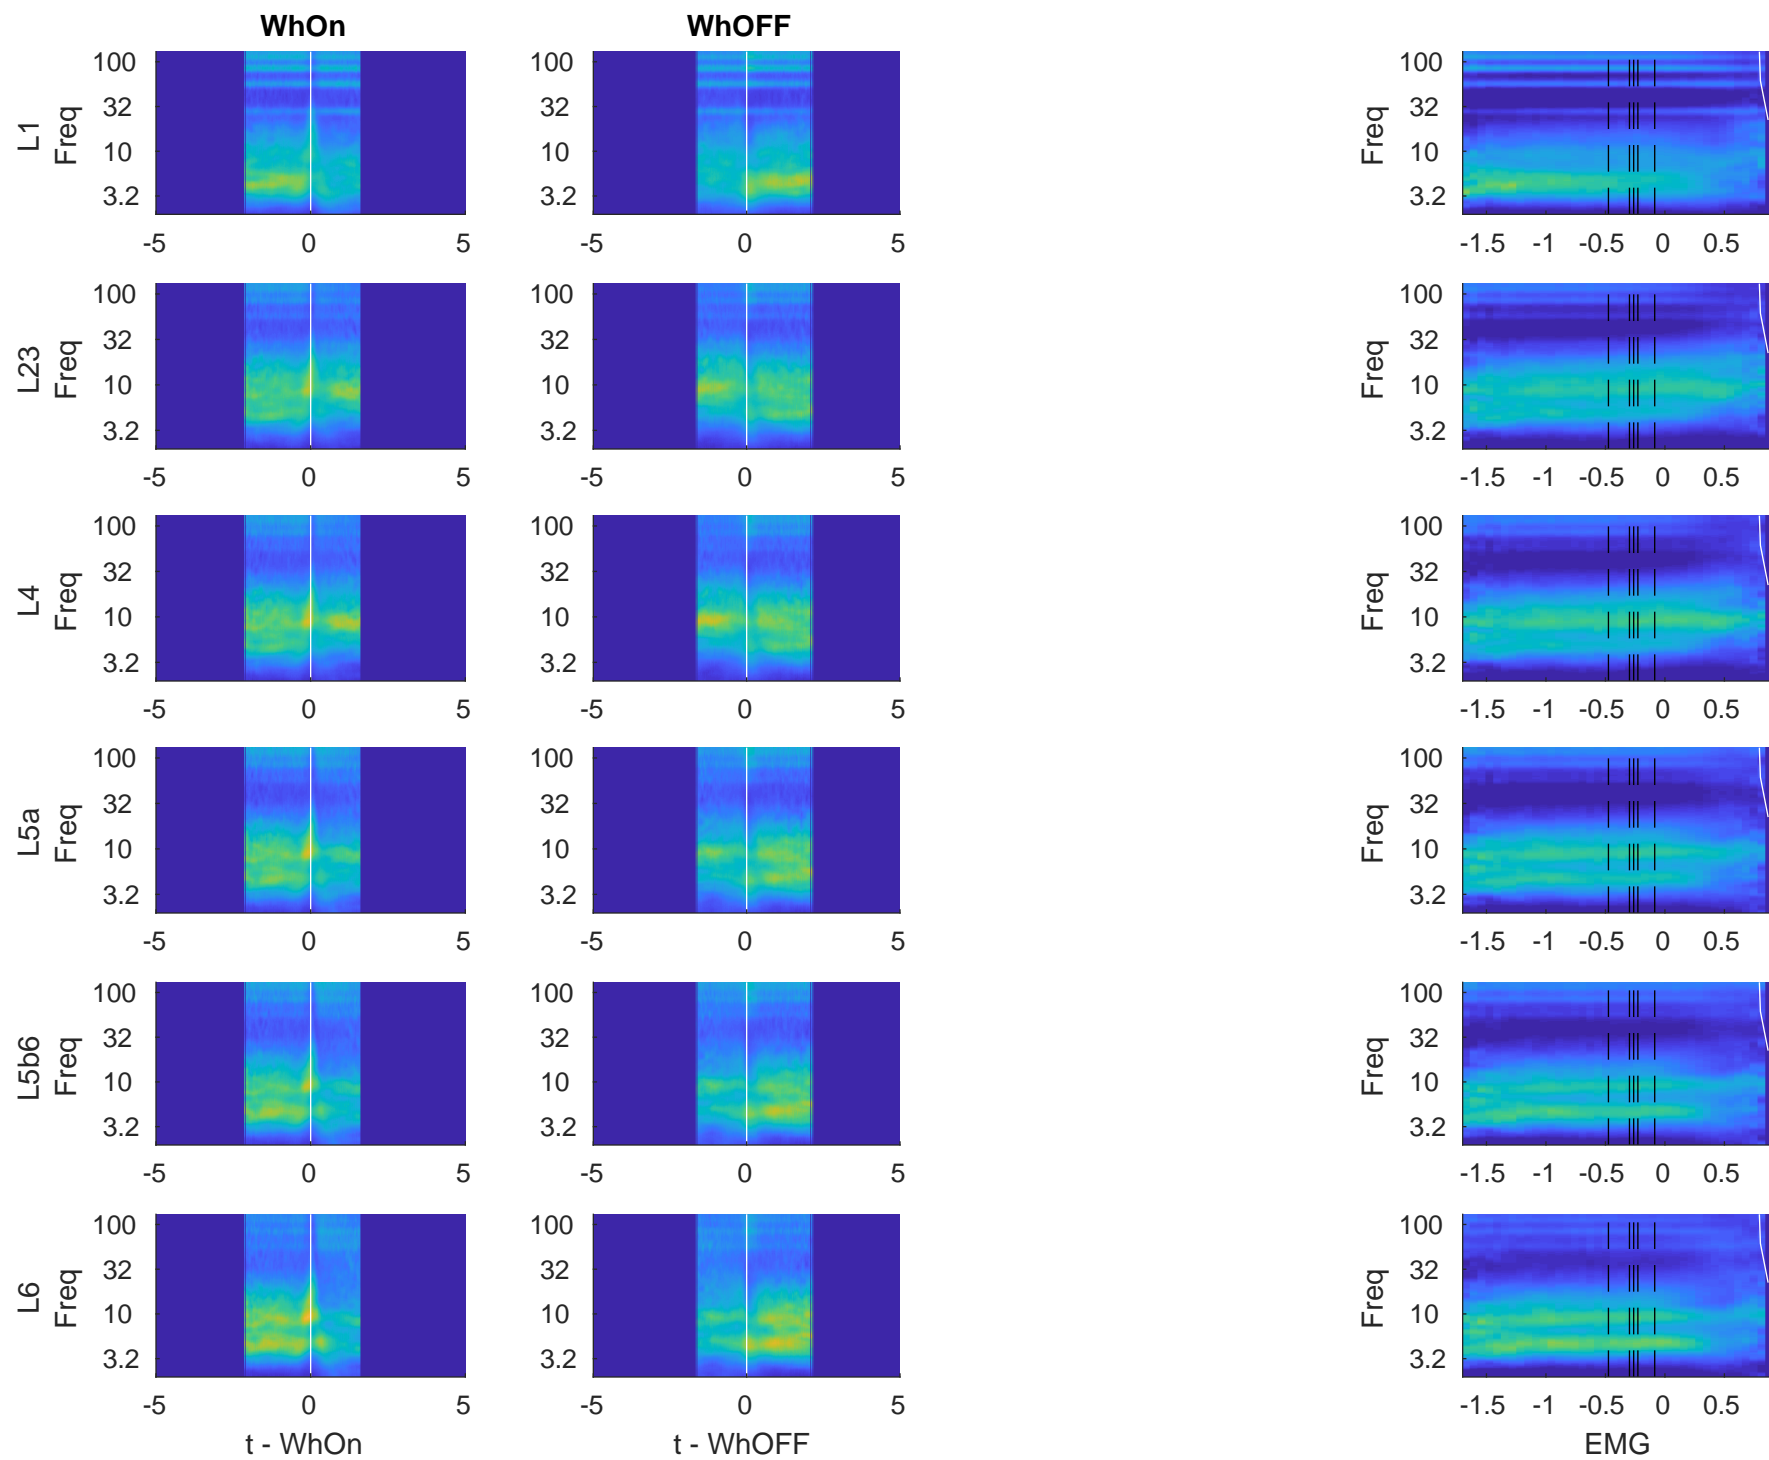 WhOn WhOFF
L1 Freq 100 32 10 3.2 100 32 10 3.2 Freq 100 32 10 3.2
-5 0 5 -5 0 5 -1.5 -1 -0.5 0 0.5
L23 Freq 100 32 10 3.2 100 32 10 3.2 Freq 100 32 10 3.2
-5 0 5 -5 0 5 -1.5 -1 -0.5 0 0.5
L4 Freq 100 32 10 3.2 100 32 10 3.2 Freq 100 32 10 3.2
-5 0 5 -5 0 5 -1.5 -1 -0.5 0 0.5
L5a Freq 100 32 10 3.2 100 32 10 3.2 Freq 100 32 10 3.2
-5 0 5 -5 0 5 -1.5 -1 -0.5 0 0.5
L5b6 Freq 100 32 10 3.2 100 32 10 3.2 Freq 100 32 10 3.2
-5 0 5 -5 0 5 -1.5 -1 -0.5 0 0.5
L6 Freq 100 32 10 3.2 100 32 10 3.2 Freq 100 32 10 3.2
-5 0 5 -5 0 5 -1.5 -1 -0.5 0 0.5
t - WhOn t - WhOFF EMG